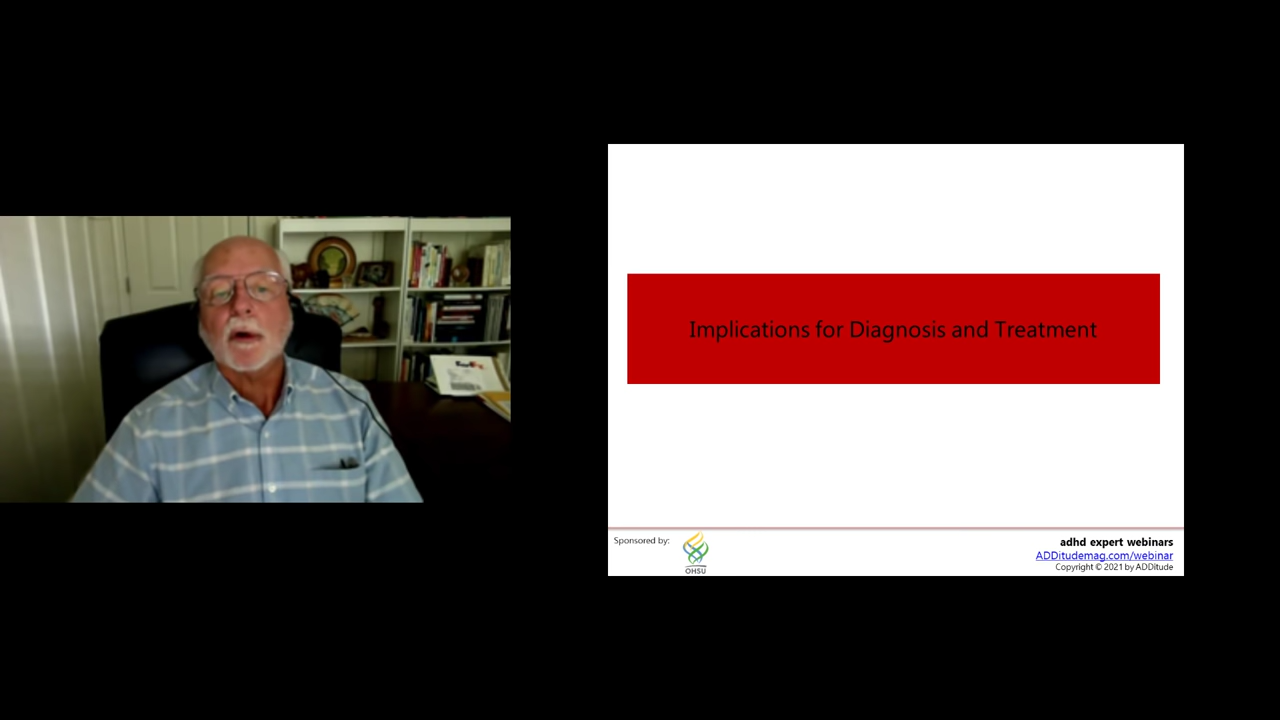 Implications for Diagnosis and Treatment
Sponsored by:
OHSU
adhd expert webinars
ADDitudemag.com/webinar
Copyright © 2021 by ADDitude